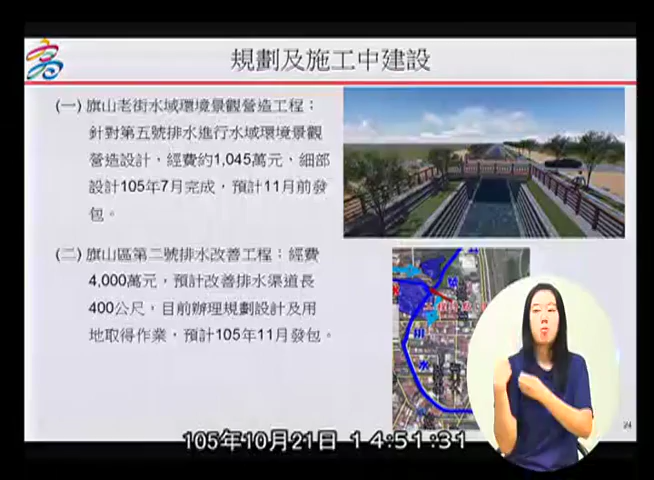 規劃及施工中建設
(一) 旗山老街水域環境景觀營造工程：
針對第五號排水進行水域環境景觀
營造設計，經費約1,045萬元，細部
設計105年7月完成，預計11月前發
包。
(二) 旗山區第二號排水改善工程：經費
4,000萬元，預計改善排水渠道長
400公尺，目前辦理規劃設計及用
地取得作業，預計105年11月發包。
號
排
水
24
105年10月21日 14:51:31